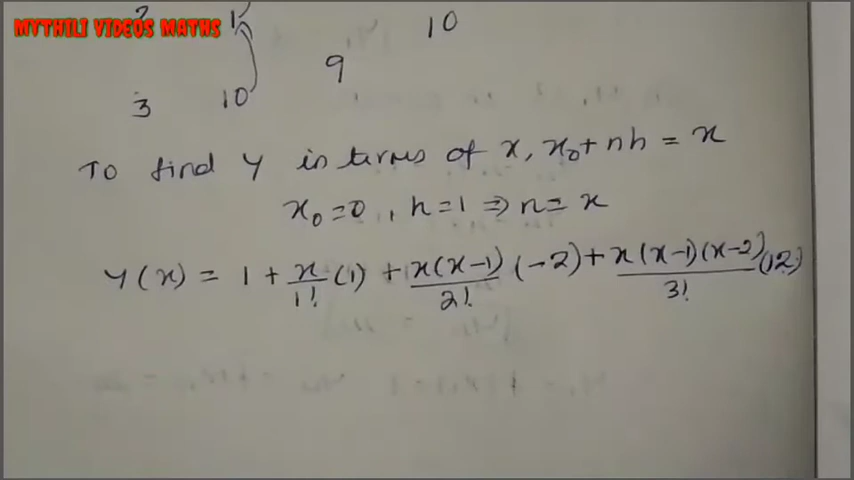 MYTHILI VIDEOS MATHS
10
9
3 10
To find Y in terms of x, x₀ + nh = x
x₀ = 0, h = 1 ⇒ n = x
Y(x) = 1 + x/1! (1) + x(x-1)/2! (-2) + x(x-1)(x-2)/3! (12)